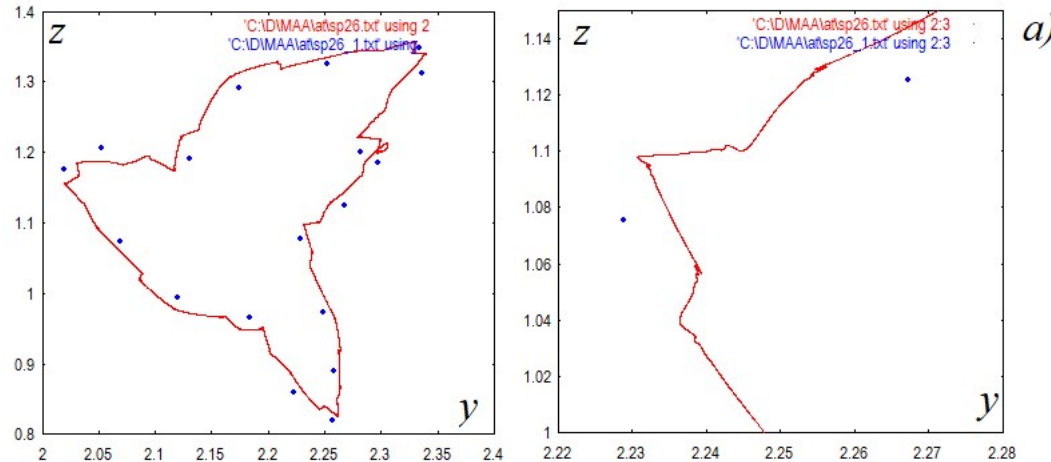 1.4
z
'C:\D\MAA\at\sp26.txt' using 2
'C:\D\MAA\at\sp26_1.txt' using
1.3
1.2
1.1
1
0.9
0.8
y
2 2.05 2.1 2.15 2.2 2.25 2.3 2.35 2.4
1.14
z
'C:\D\MAA\at\sp26.txt' using 2:3
'C:\D\MAA\at\sp26_1.txt' using 2:3
a)
1.12
1.1
1.08
1.06
1.04
1.02
1
y
2.22 2.23 2.24 2.25 2.26 2.27 2.28